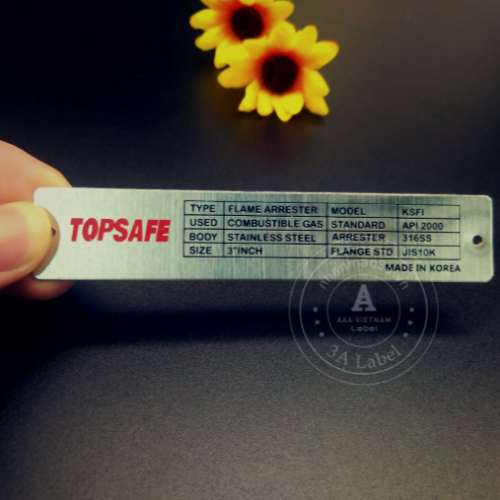 TOPSAFE
TYPE FLAME ARRESTER MODEL KSFI
USED COMBUSTIBLE GAS STANDARD API 2000
BODY STAINLESS STEEL ARRESTER 316SS
SIZE 3"INCH FLANGE STD JIS10K
MADE IN KOREA
A
AAA VIETNAM
Label
3A Label